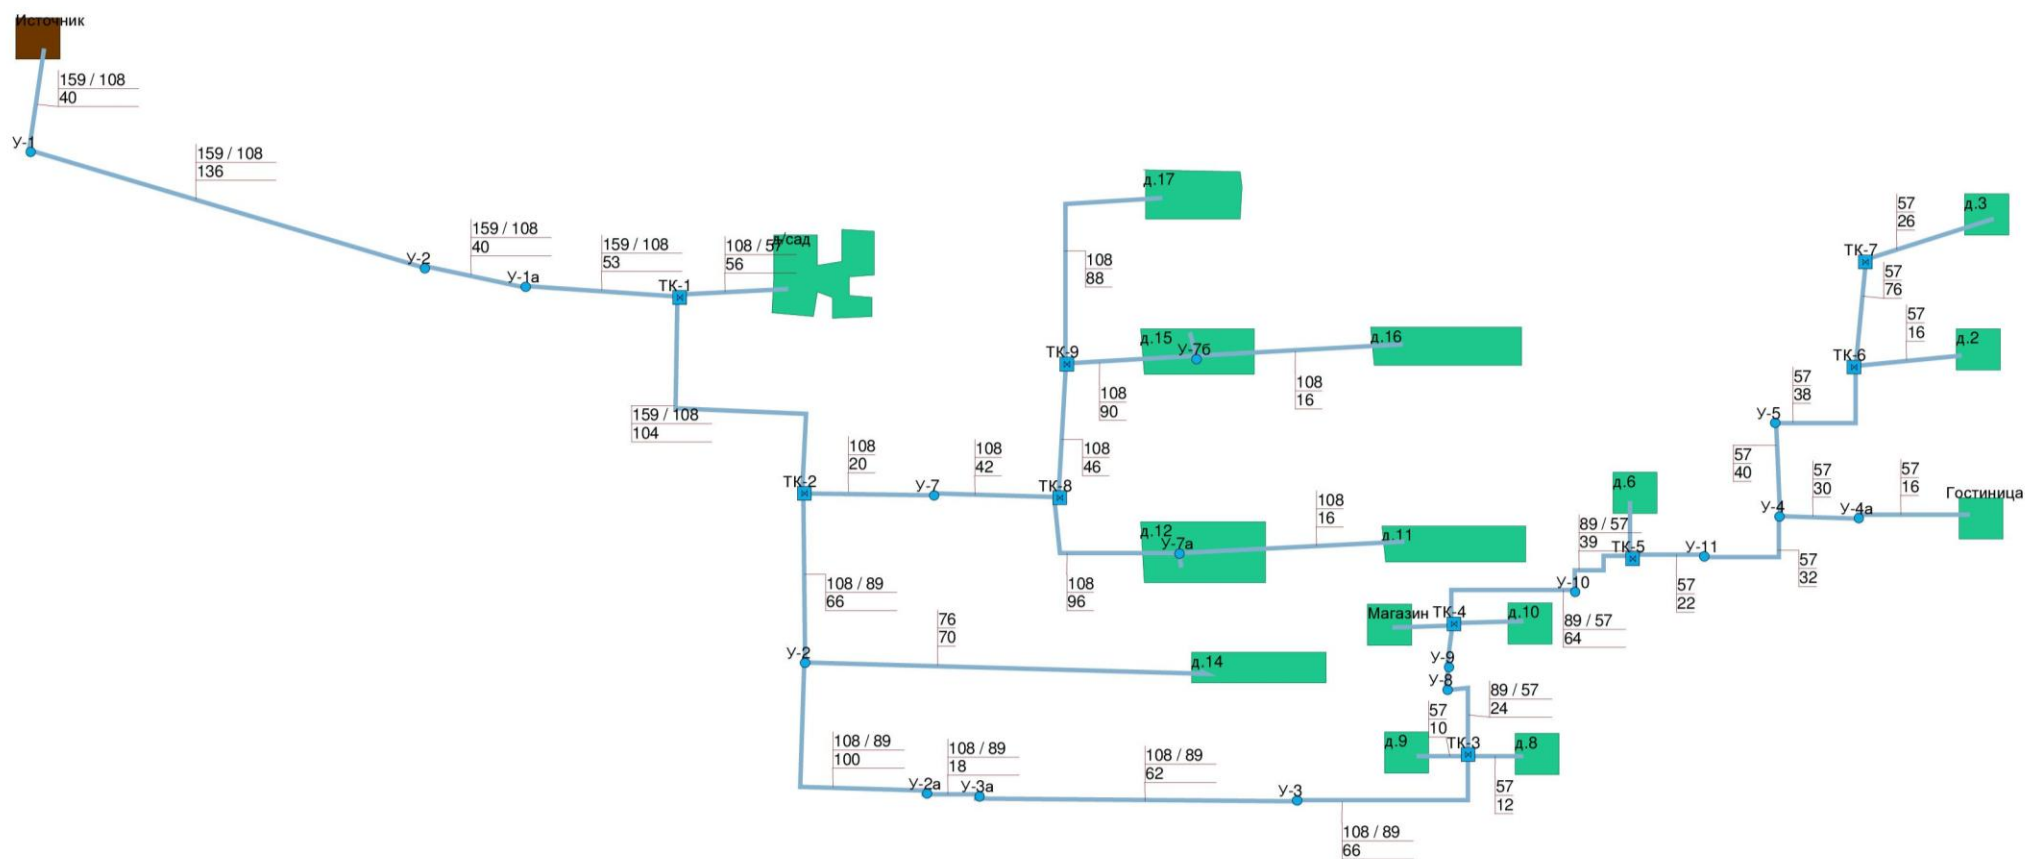 Источник
159 / 108
40
У-1
159 / 108
136
У-2
159 / 108
40
У-1а
159 / 108
53
ТК-1
108 / 57
56
д/сад
159 / 108
104
д.17
108
88
ТК-9
д.15
У-7б
108
90
108
16
д.16
ТК-2
108
20
У-7
108
42
ТК-8
108
46
д.12
У-7а
108
96
108
16
д.11
108 / 89
66
У-2
76
70
д.14
108 / 89
100
У-2а
108 / 89
18
У-3а
108 / 89
62
У-3
108 / 89
66
д.9
57
10
ТК-3
д.8
57
12
89 / 57
24
У-8
У-9
Магазин
ТК-4
д.10
89 / 57
64
У-10
89 / 57
39
д.6
ТК-5
57
22
У-11
57
32
У-4
57
30
У-4а
57
16
Гостиница
57
40
У-5
57
38
ТК-6
57
16
д.2
57
76
ТК-7
57
26
д.3